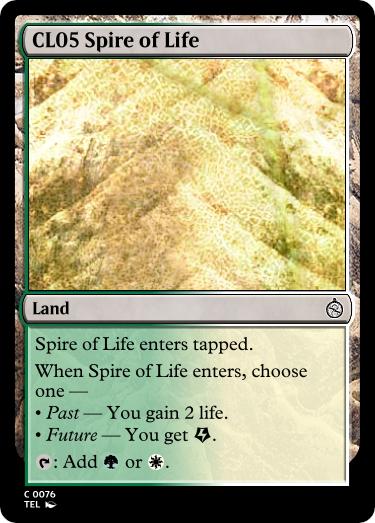 CL05 Spire of Life
Land
Spire of Life enters tapped.
When Spire of Life enters, choose
one —
• Past — You gain 2 life.
• Future — You get .
: Add or .
C 0076
TEL